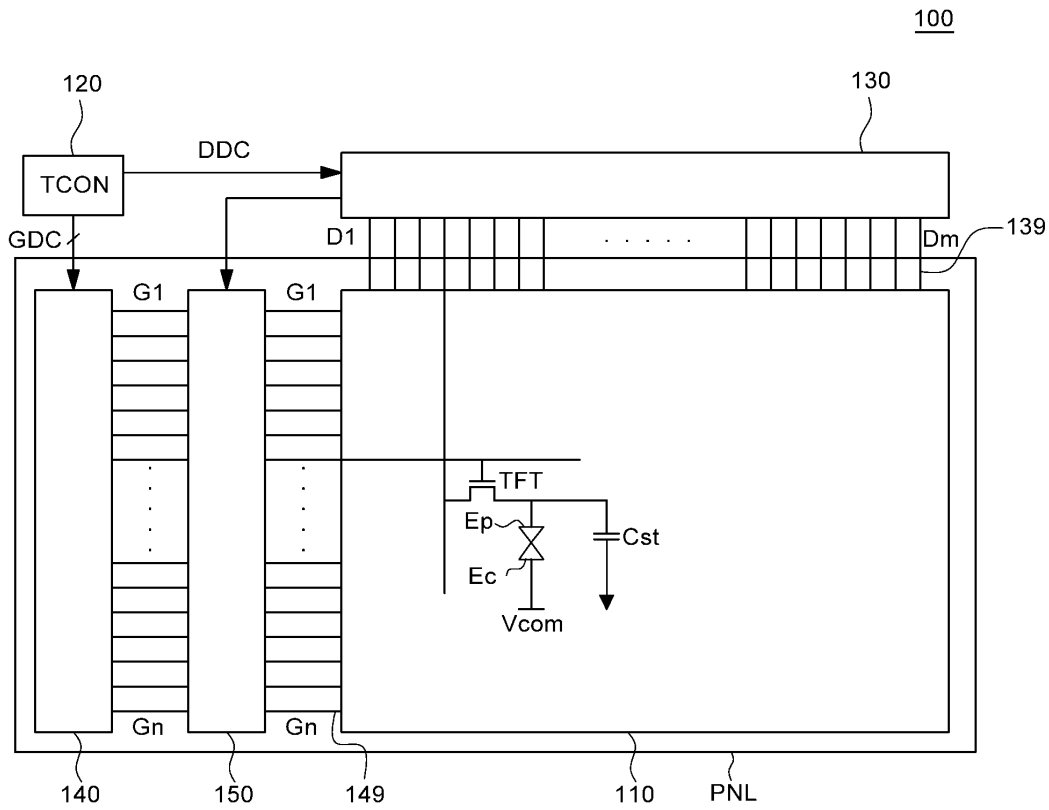 100
120
130
DDC
TCON
GDC
D1
. . . . .
Dm
139
G1
G1
TFT
Ep
Cst
Ec
Vcom
Gn
Gn
140
150
149
110
PNL